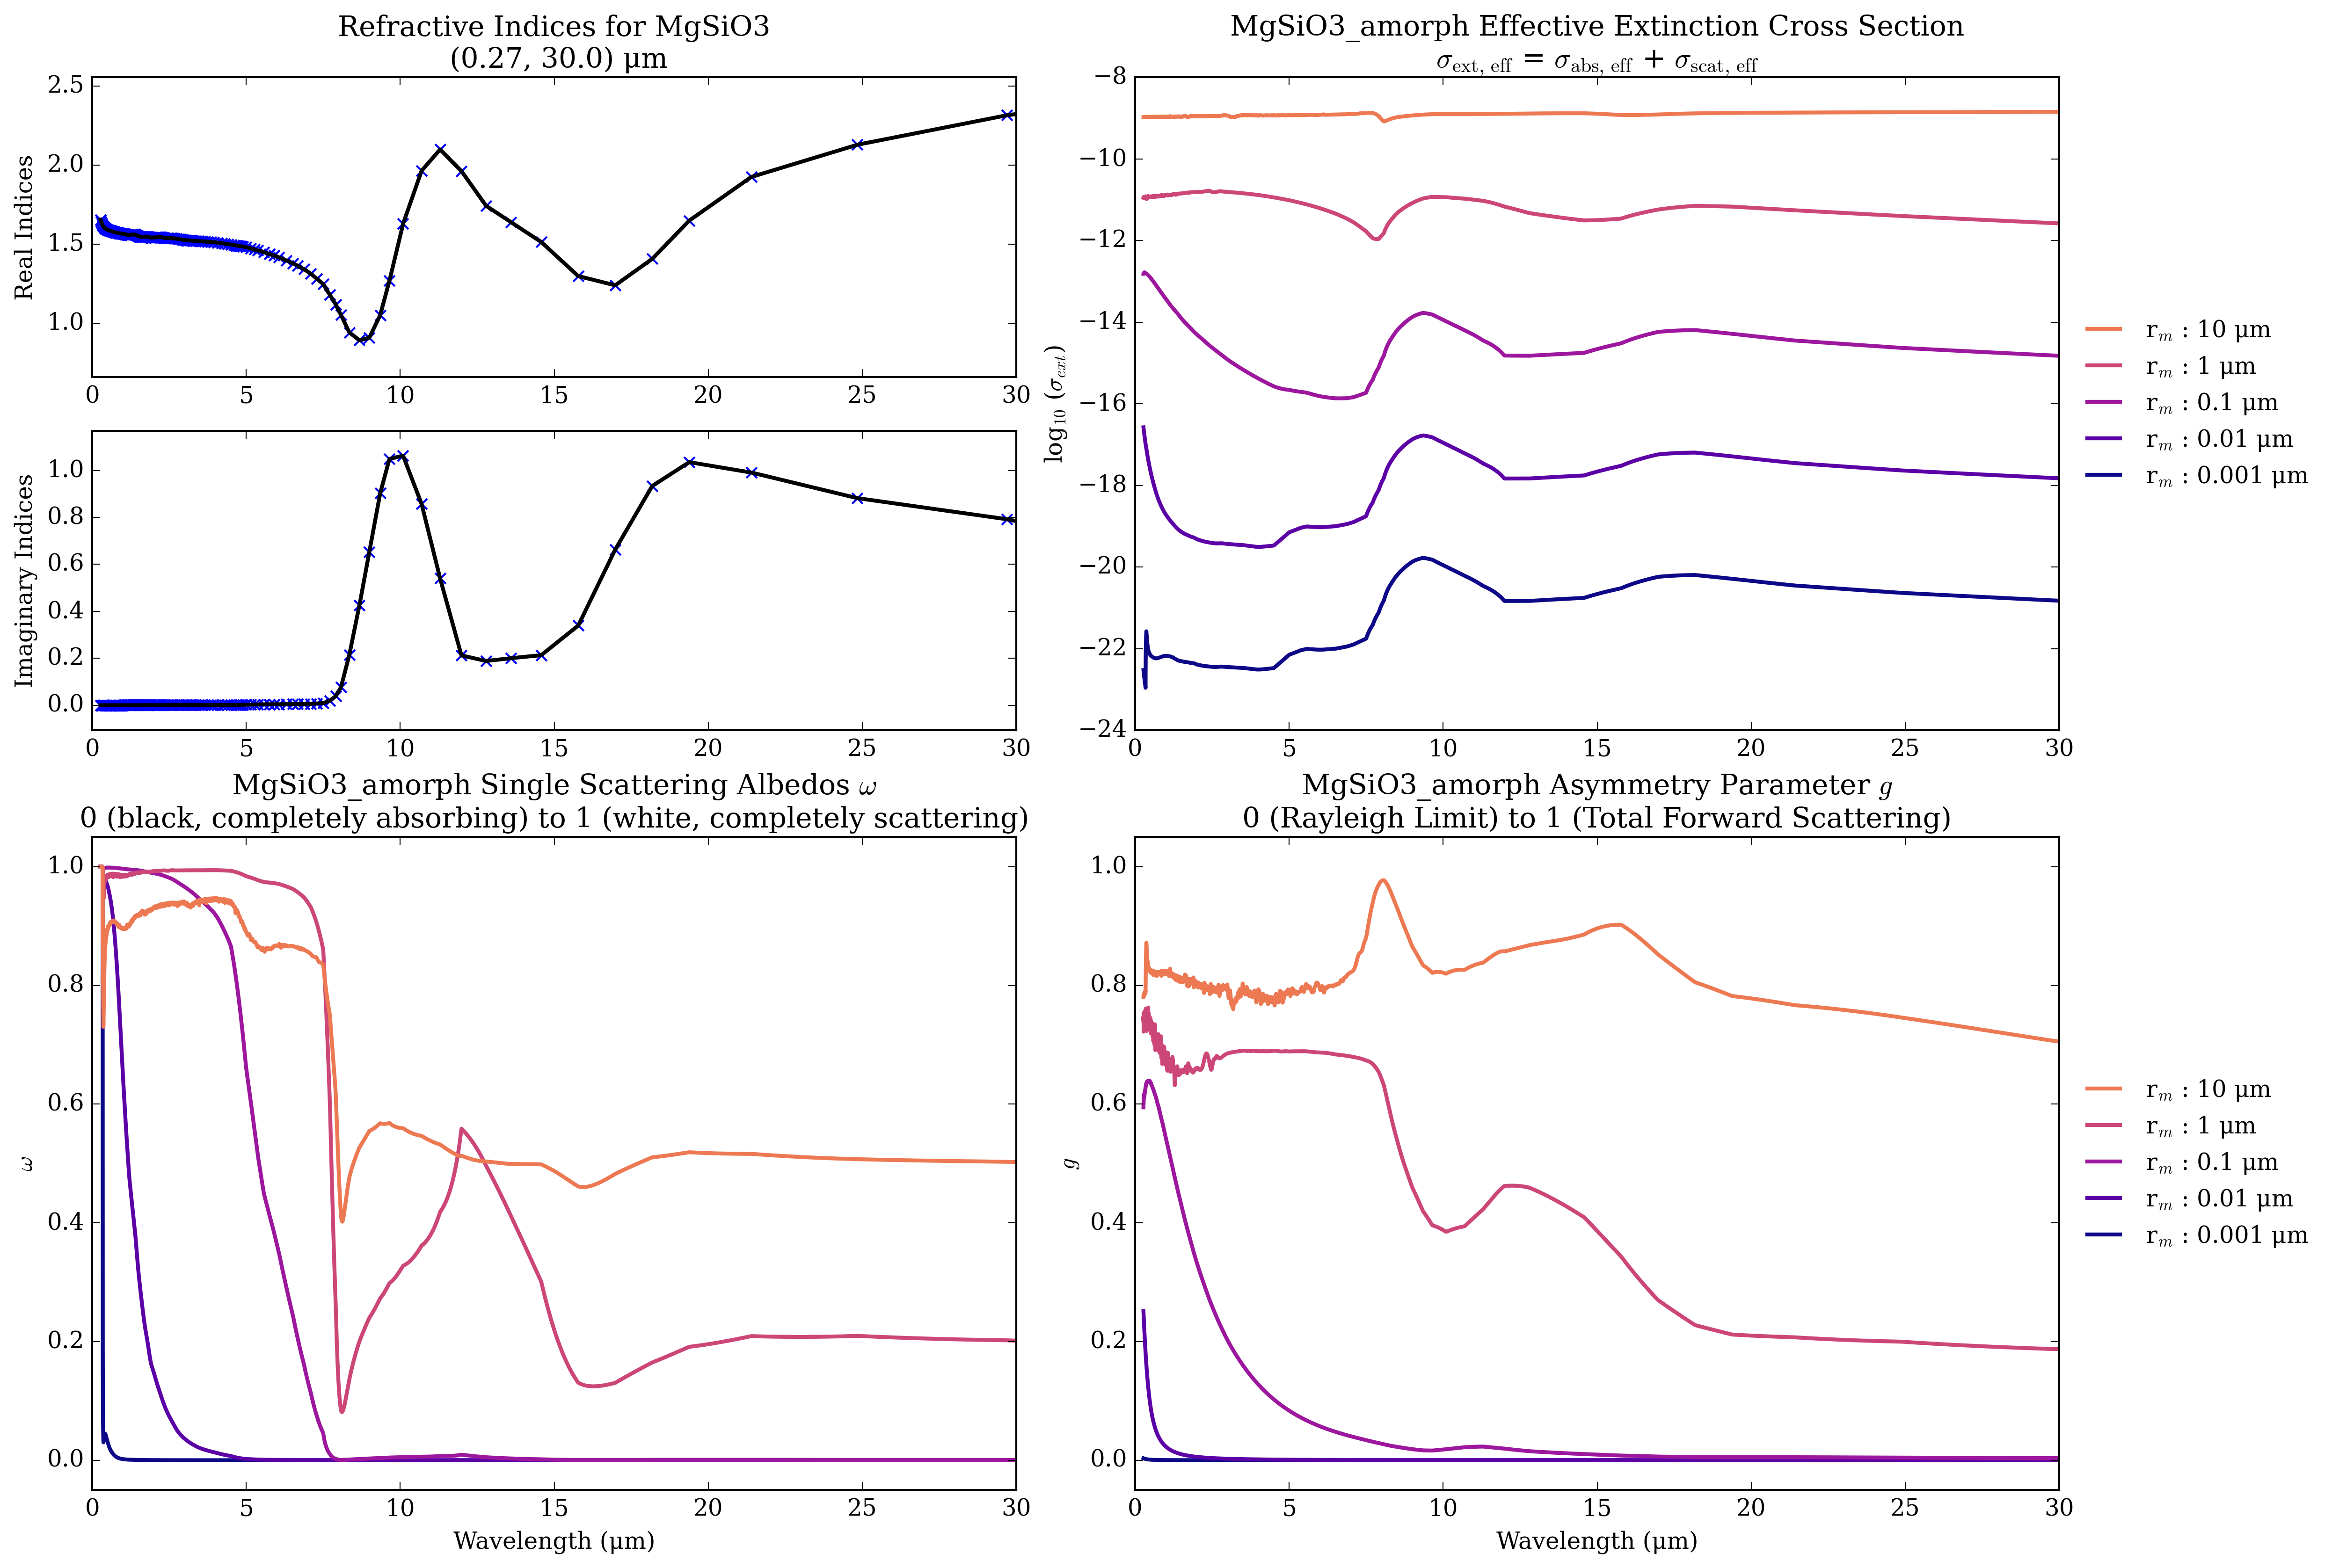 Refractive Indices for MgSiO3
(0.27, 30.0) μm
Real Indices
2.5
2.0
1.5
1.0
0 5 10 15 20 25 30
Imaginary Indices
1.0
0.8
0.6
0.4
0.2
0.0
0 5 10 15 20 25 30
MgSiO3_amorph Effective Extinction Cross Section
σext, eff = σabs, eff + σscat, eff
log10 (σext)
−8
−10
−12
−14
−16
−18
−20
−22
−24
0 5 10 15 20 25 30
rm : 10 μm
rm : 1 μm
rm : 0.1 μm
rm : 0.01 μm
rm : 0.001 μm
MgSiO3_amorph Single Scattering Albedos ω
0 (black, completely absorbing) to 1 (white, completely scattering)
ω
1.0
0.8
0.6
0.4
0.2
0.0
0 5 10 15 20 25 30
Wavelength (μm)
MgSiO3_amorph Asymmetry Parameter g
0 (Rayleigh Limit) to 1 (Total Forward Scattering)
g
1.0
0.8
0.6
0.4
0.2
0.0
0 5 10 15 20 25 30
Wavelength (μm)
rm : 10 μm
rm : 1 μm
rm : 0.1 μm
rm : 0.01 μm
rm : 0.001 μm